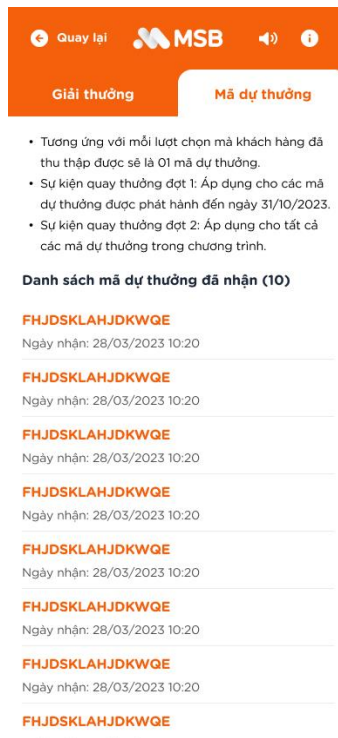 Quay lại MSB
Giải thưởng Mã dự thưởng
• Tương ứng với mỗi lượt chọn mà khách hàng đã
thu thập được sẽ là 01 mã dự thưởng.
• Sự kiện quay thưởng đợt 1: Áp dụng cho các mã
dự thưởng được phát hành đến ngày 31/10/2023.
• Sự kiện quay thưởng đợt 2: Áp dụng cho tất cả
các mã dự thưởng trong chương trình.
Danh sách mã dự thưởng đã nhận (10)
FHJDSKLAHJDKWQE
Ngày nhận: 28/03/2023 10:20
FHJDSKLAHJDKWQE
Ngày nhận: 28/03/2023 10:20
FHJDSKLAHJDKWQE
Ngày nhận: 28/03/2023 10:20
FHJDSKLAHJDKWQE
Ngày nhận: 28/03/2023 10:20
FHJDSKLAHJDKWQE
Ngày nhận: 28/03/2023 10:20
FHJDSKLAHJDKWQE
Ngày nhận: 28/03/2023 10:20
FHJDSKLAHJDKWQE
Ngày nhận: 28/03/2023 10:20
FHJDSKLAHJDKWQE